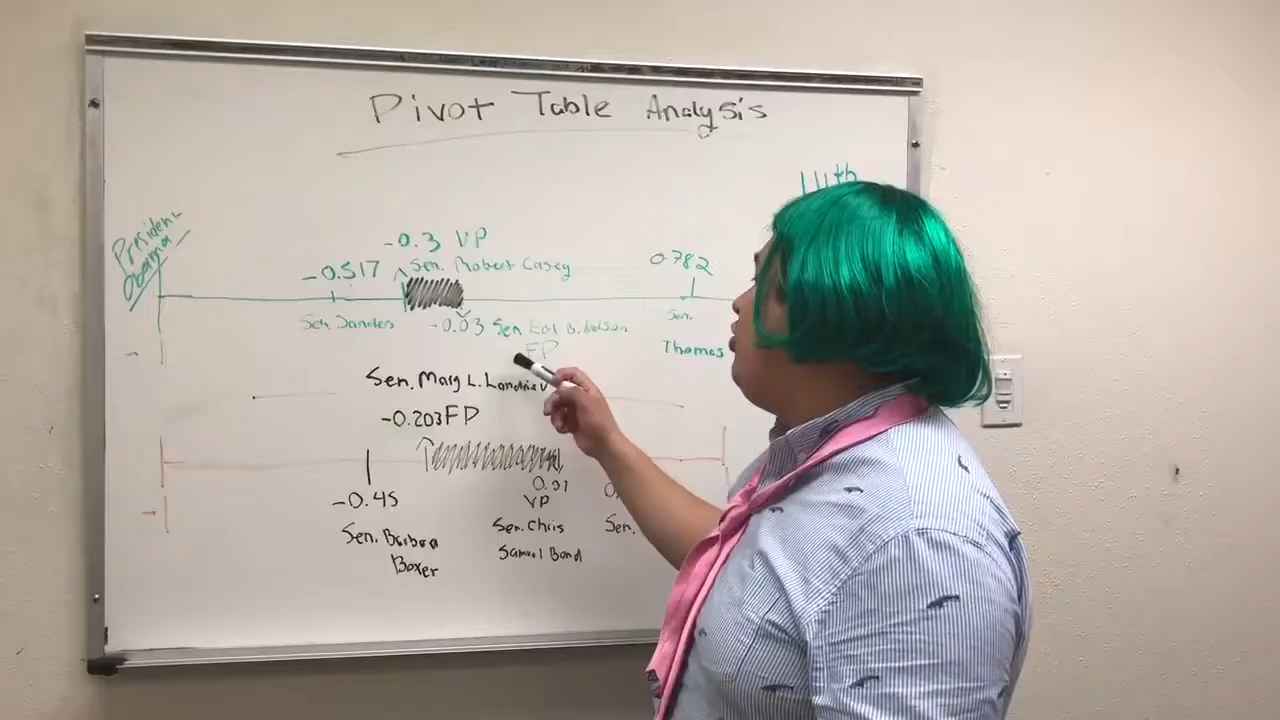 Pivot Table Analysis
111th
President
Obama
-0.3 VP
-0.517
Sen. Robert Casey
0.782
Sen. Sanders
-0.03 Sen B. Nelson
FP
Sen.
Thomas
Sen. Mary L. Landrieu
-0.203 FP
-0.45
0.01
VP
Sen. Barbara
Boxer
Sen. Chris
Samuel Bond
Sen.